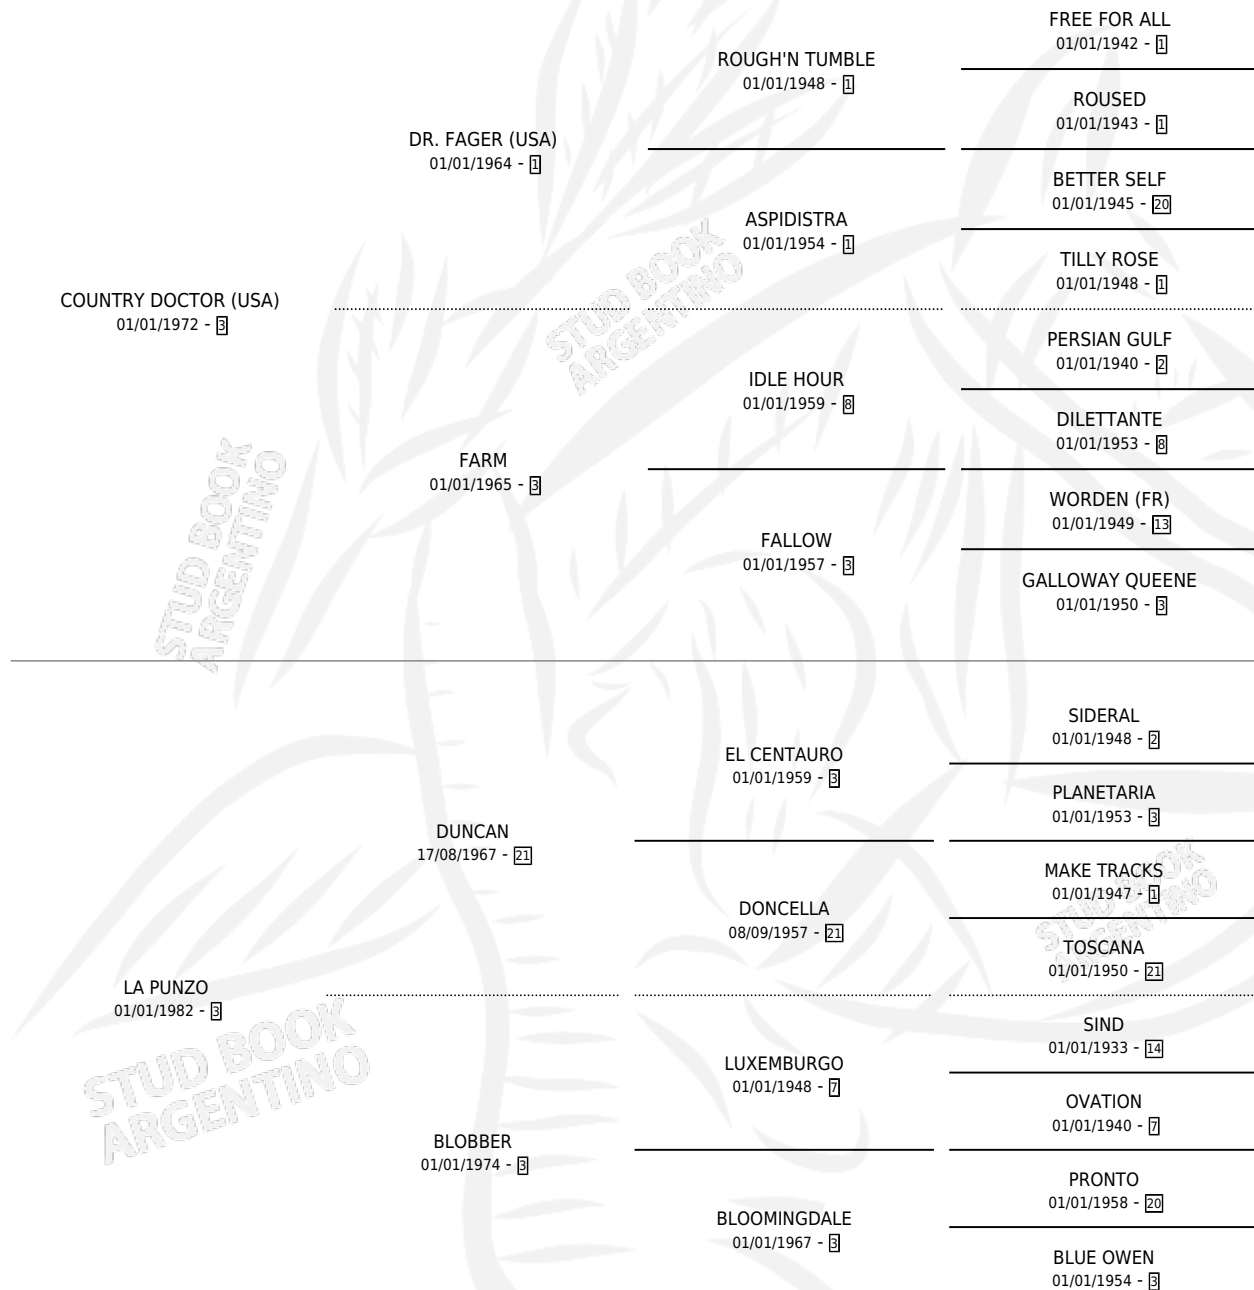 FREE FOR ALL
01/01/1942 - 1
ROUGH'N TUMBLE
01/01/1948 - 1
ROUSED
01/01/1943 - 1
DR. FAGER (USA)
01/01/1964 - 1
BETTER SELF
01/01/1945 - 20
ASPIDISTRA
01/01/1954 - 1
TILLY ROSE
01/01/1948 - 1
COUNTRY DOCTOR (USA)
01/01/1972 - 3
PERSIAN GULF
01/01/1940 - 2
IDLE HOUR
01/01/1959 - 8
DILETTANTE
01/01/1953 - 8
FARM
01/01/1965 - 3
WORDEN (FR)
01/01/1949 - 13
FALLOW
01/01/1957 - 3
GALLOWAY QUEENE
01/01/1950 - 3
SIDERAL
01/01/1948 - 2
EL CENTAURO
01/01/1959 - 3
PLANETARIA
01/01/1953 - 3
DUNCAN
17/08/1967 - 21
MAKE TRACKS
01/01/1947 - 1
DONCELLA
08/09/1957 - 21
TOSCANA
01/01/1950 - 21
LA PUNZO
01/01/1982 - 3
SIND
01/01/1933 - 14
LUXEMBURGO
01/01/1948 - 7
OVATION
01/01/1940 - 7
BLOBBER
01/01/1974 - 3
PRONTO
01/01/1958 - 20
BLOOMINGDALE
01/01/1967 - 3
BLUE OWEN
01/01/1954 - 3
STUD BOOK
ARGENTINO
STUD BOOK
ARGENTINO
STUD BOOK
ARGENTINO
STUD BOOK
ARGENTINO